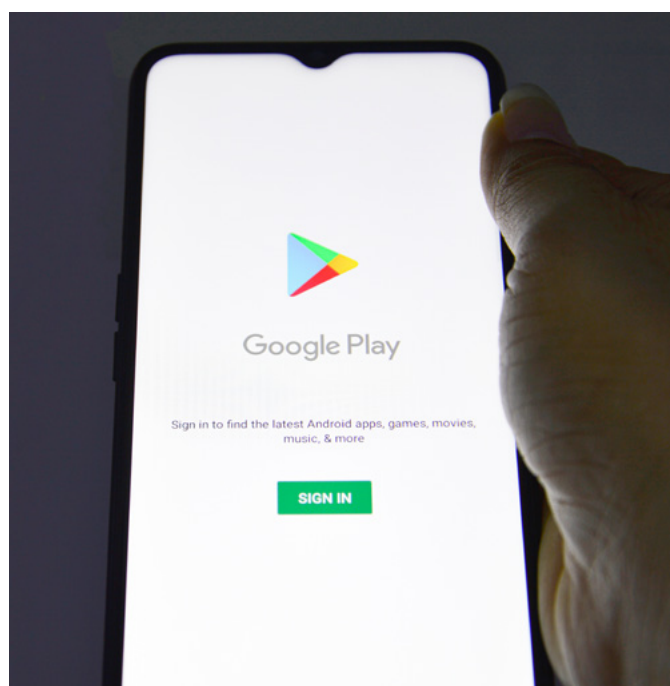 Google Play
Sign in to find the latest Android apps, games, movies,
music, & more
SIGN IN